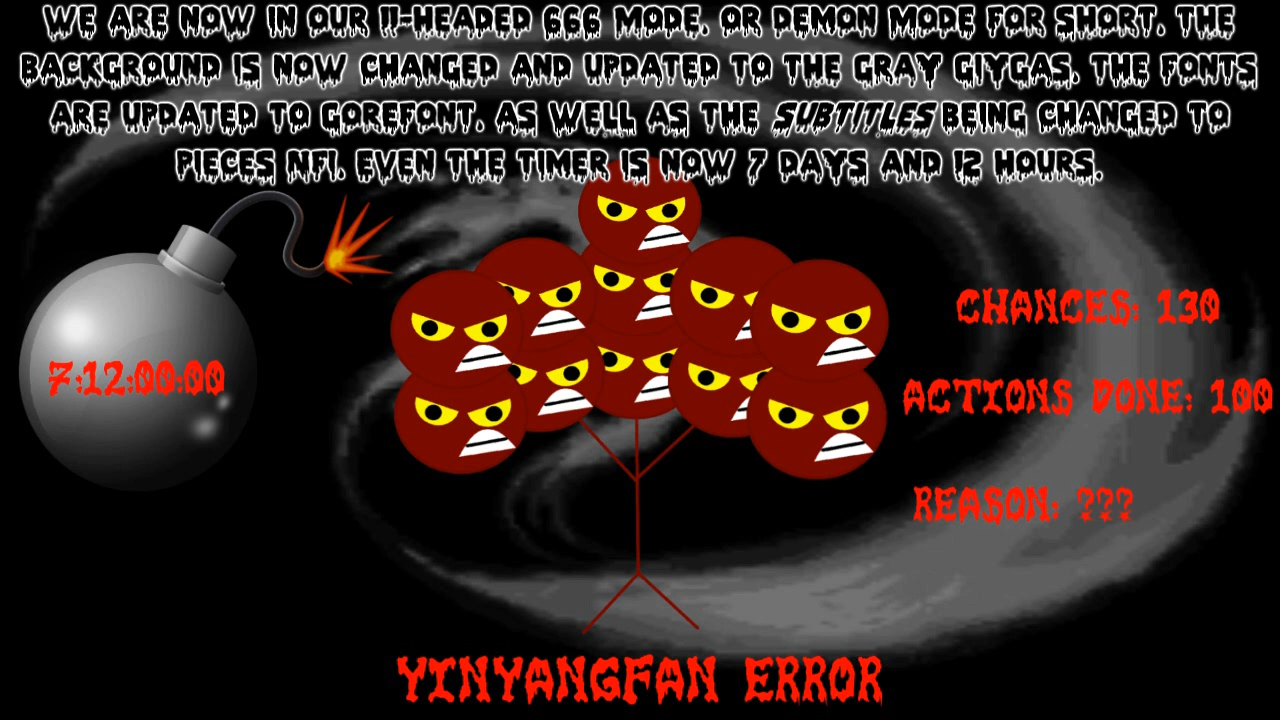 WE ARE NOW IN OUR 11-HEADED 666 MODE. OR DEMON MODE FOR SHORT. THE
BACKGROUND IS NOW CHANGED AND UPDATED TO THE GRAY GIYGAS. THE FONTS
ARE UPDATED TO GOREFONT. AS WELL AS THE SUBTITLES BEING CHANGED TO
PIECES NFI. EVEN THE TIMER IS NOW 7 DAYS AND 12 HOURS.
7:12:00:00
CHANCES: 130
ACTIONS DONE: 100
REASON: ???
YINYANGFAN ERROR